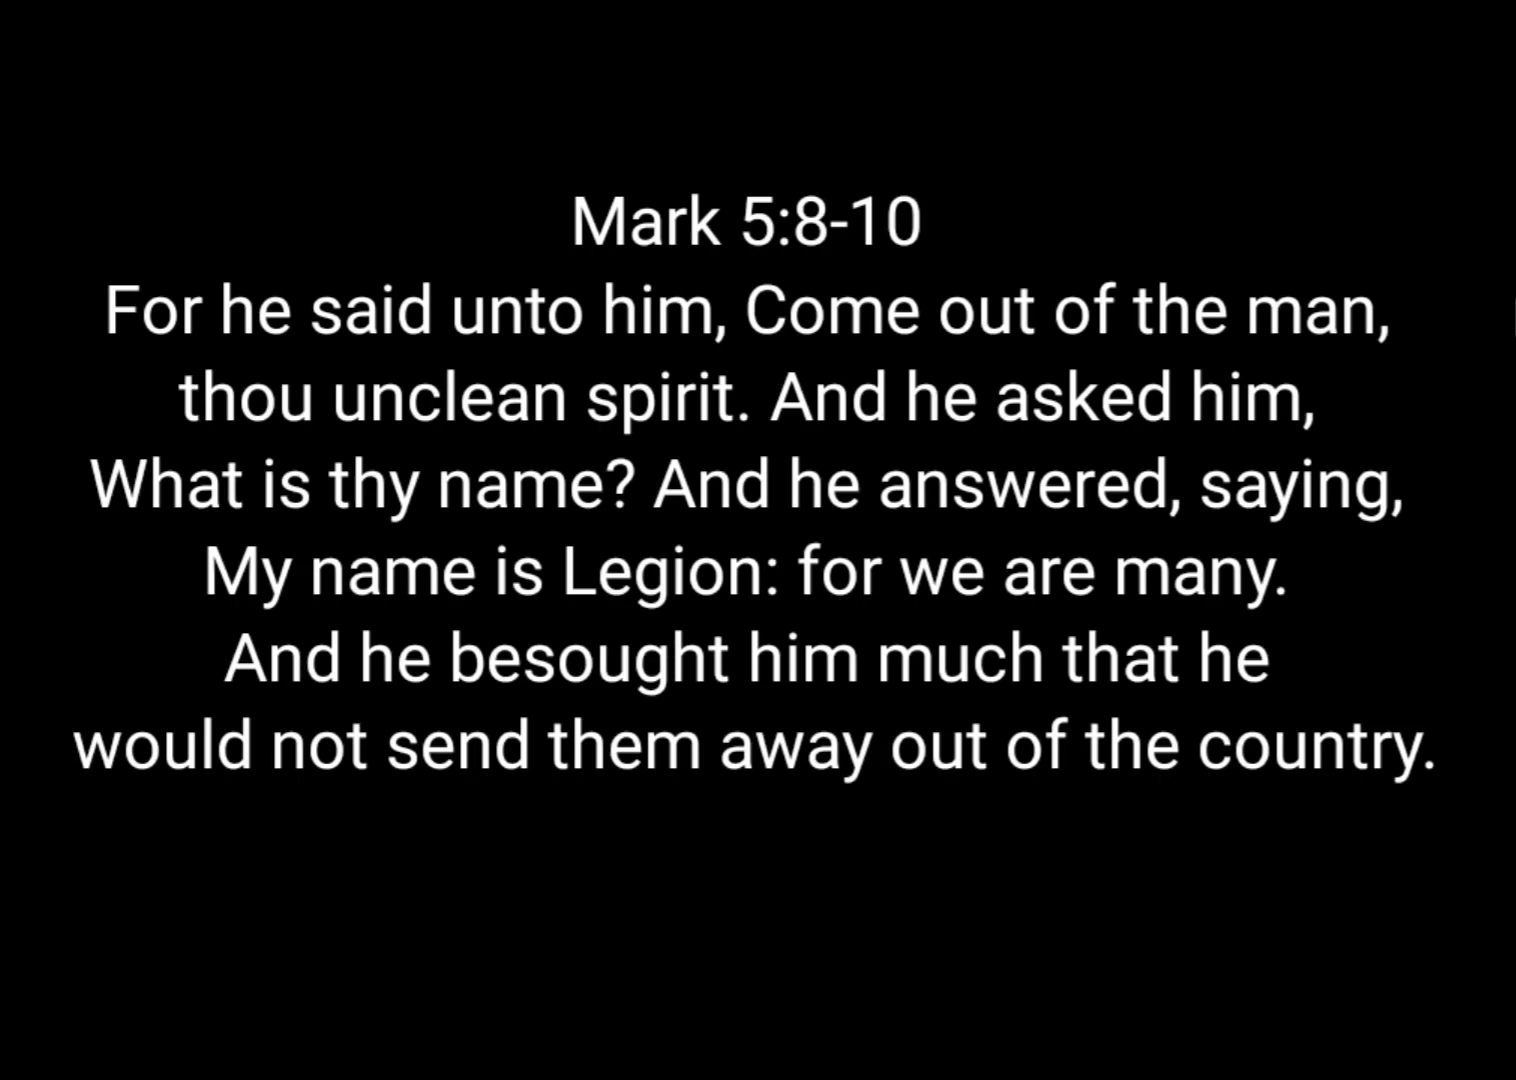 Mark 5:8-10
For he said unto him, Come out of the man,
thou unclean spirit. And he asked him,
What is thy name? And he answered, saying,
My name is Legion: for we are many.
And he besought him much that he
would not send them away out of the country.